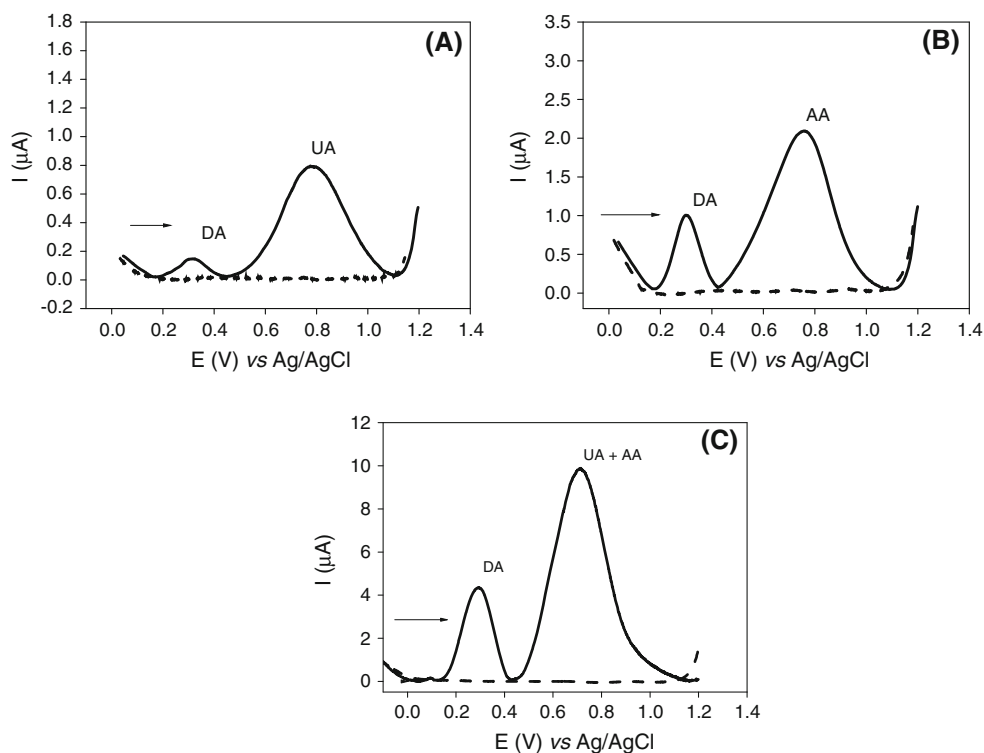 (A)
1.8
1.6
1.4
1.2
1.0
0.8
0.6
0.4
0.2
0.0
-0.2
I (μA)
DA
UA
0.0 0.2 0.4 0.6 0.8 1.0 1.2 1.4
E (V) vs Ag/AgCl
(B)
3.5
3.0
2.5
2.0
1.5
1.0
0.5
0.0
I (μA)
DA
AA
0.0 0.2 0.4 0.6 0.8 1.0 1.2 1.4
E (V) vs Ag/AgCl
(C)
12
10
8
6
4
2
0
I (μA)
DA
UA + AA
0.0 0.2 0.4 0.6 0.8 1.0 1.2 1.4
E (V) vs Ag/AgCl